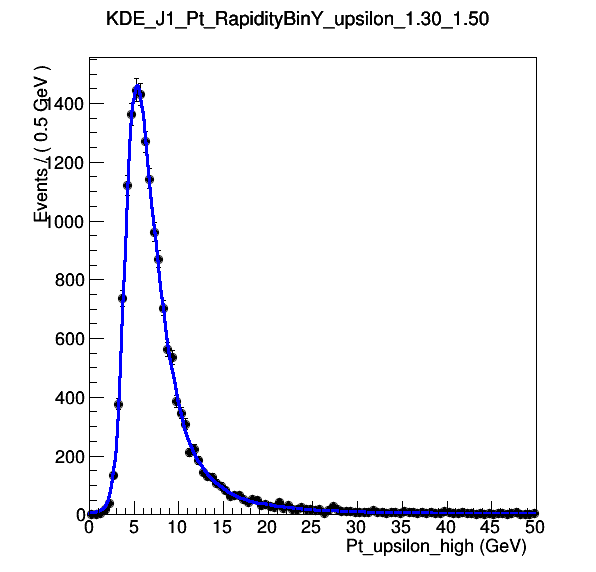 KDE_J1_Pt_RapidityBinY_upsilon_1.30_1.50
Events / ( 0.5 GeV )
1400
1200
1000
800
600
400
200
0
0 5 10 15 20 25 30 35 40 45 50
Pt_upsilon_high (GeV)